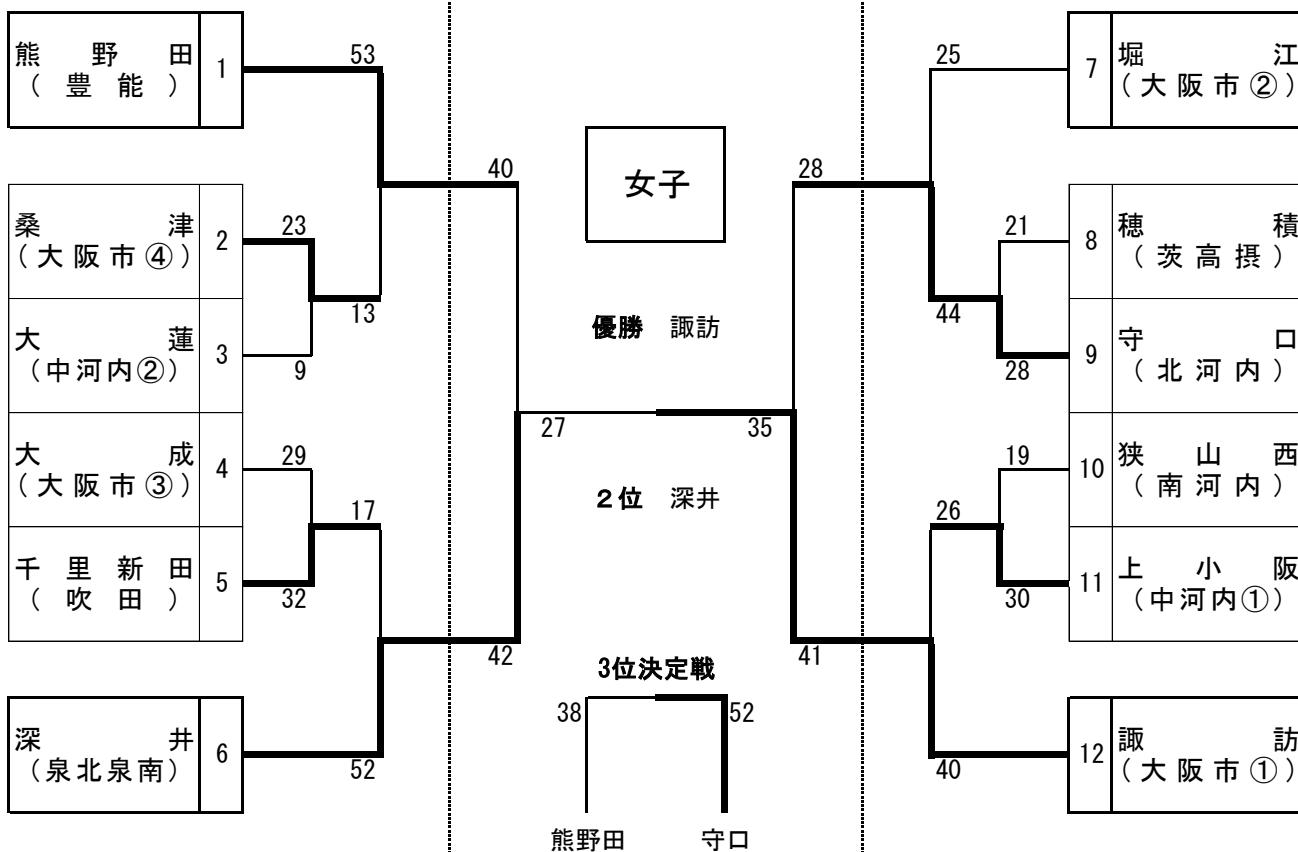 熊野田
（豊能）
1
53
桑津
（大阪市④）
2
23
大蓮
（中河内②）
3
9
13
40
大成
（大阪市③）
4
29
千里新田
（吹田）
5
32
17
深井
（泉北泉南）
6
52
42
女子
優勝 諏訪
27
35
2位 深井
3位決定戦
38
52
熊野田
守口
25
7
堀江
（大阪市②）
28
21
8
穂積
（茨高摂）
44
28
9
守口
（北河内）
19
10
狭山西
（南河内）
26
30
11
上小阪
（中河内①）
41
40
12
諏訪
（大阪市①）